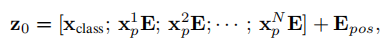 z₀ = [x_class; x_p^1 E; x_p^2 E; ⋯ ; x_p^N E] + E_pos,